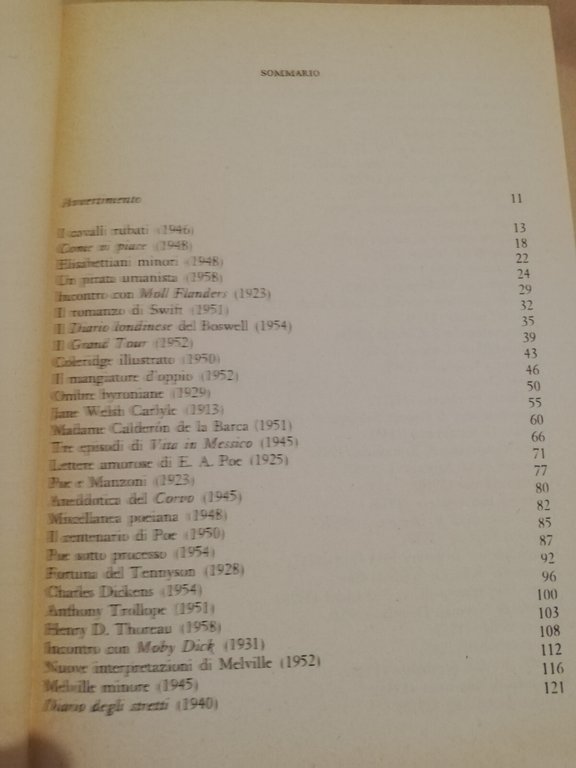 SOMMARIO
Avvertimento 11
I cavalli rubati (1946) 13
Come vi piace (1948) 18
Elisabettiani minori (1948) 22
Un pirata umanista (1958) 24
Incontro con Moll Flanders (1923) 29
Il romanzo di Swift (1951) 32
Il Diario londinese del Boswell (1954) 35
Il Grand Tour (1952) 39
Coleridge illustrato (1950) 43
Il mangiatore d'oppio (1952) 46
Ombre byroniane (1929) 50
Jane Welsh Carlyle (1913) 55
Madame Calderón de la Barca (1951) 60
Tre episodi di Vita in Messico (1945) 66
Lettere amorose di E. A. Poe (1925) 71
Poe e Manzoni (1923) 77
Aneddotica del Corvo (1945) 80
Miscellanea poeiana (1948) 82
Il centenario di Poe (1950) 85
Poe sotto processo (1954) 87
Fortuna del Tennyson (1928) 92
Charles Dickens (1954) 96
Anthony Trollope (1951) 100
Henry D. Thoreau (1958) 103
Incontro con Moby Dick (1931) 108
Nuove interpretazioni di Melville (1952) 112
Melville minore (1945) 116
Diario degli stretti (1940) 121